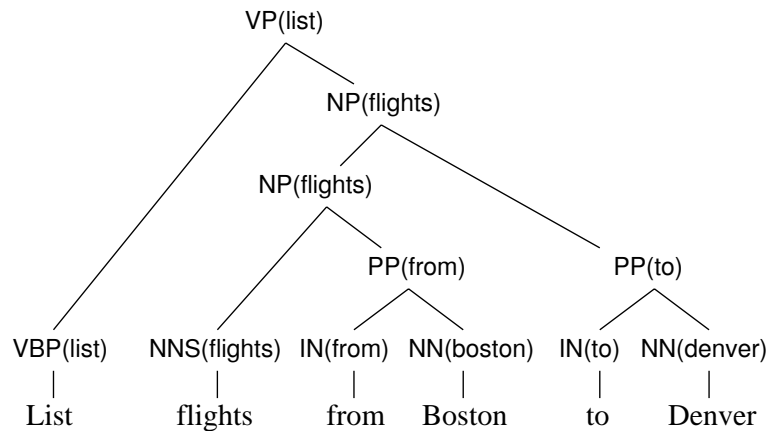 VP(list)
NP(flights)
NP(flights)
PP(from) PP(to)
VBP(list) NNS(flights) IN(from) NN(boston) IN(to) NN(denver)
List flights from Boston to Denver